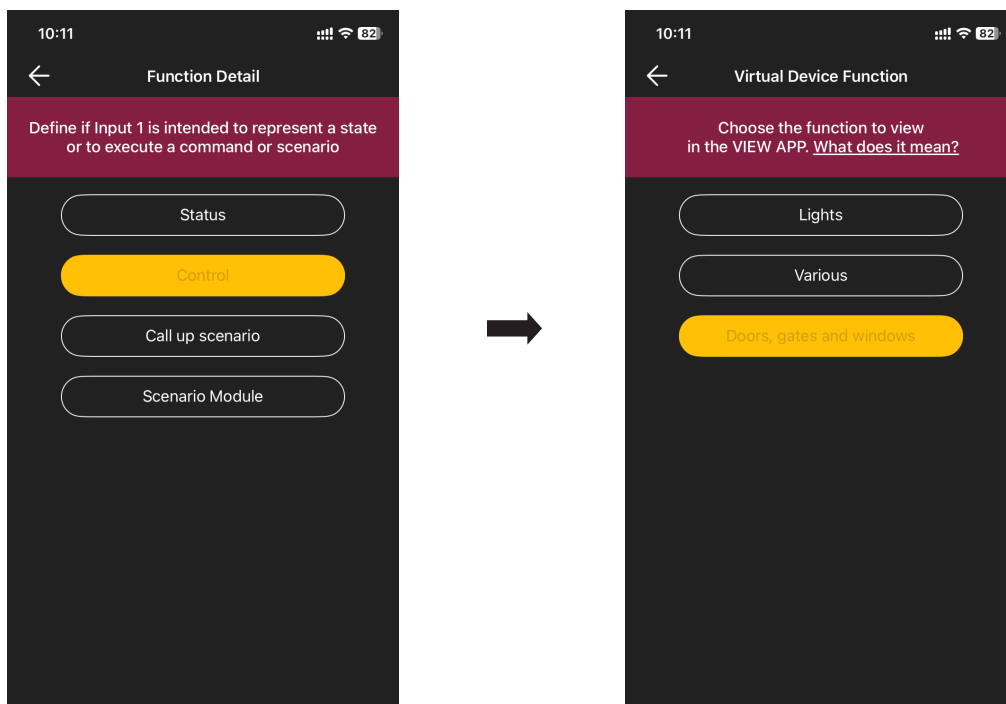 10:11
82
Function Detail
Define if Input 1 is intended to represent a state
or to execute a command or scenario
Status
Control
Call up scenario
Scenario Module
10:11
82
Virtual Device Function
Choose the function to view
in the VIEW APP. What does it mean?
Lights
Various
Doors, gates and windows